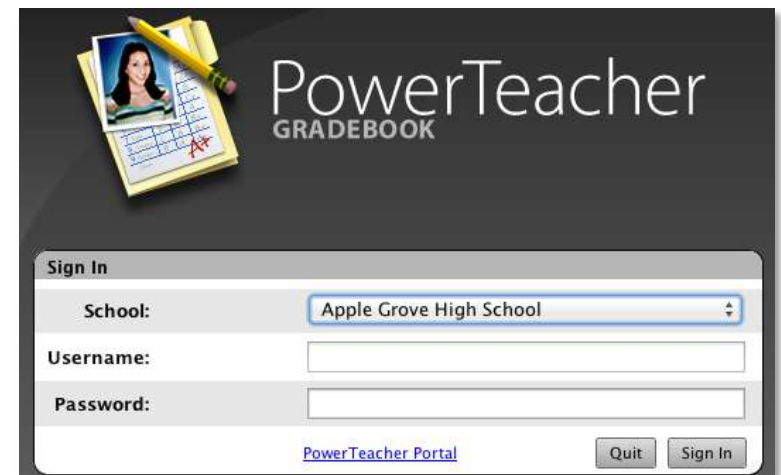 PowerTeacher
GRADEBOOK
A+
Sign In
School: Apple Grove High School
Username:
Password:
PowerTeacher Portal Quit Sign In